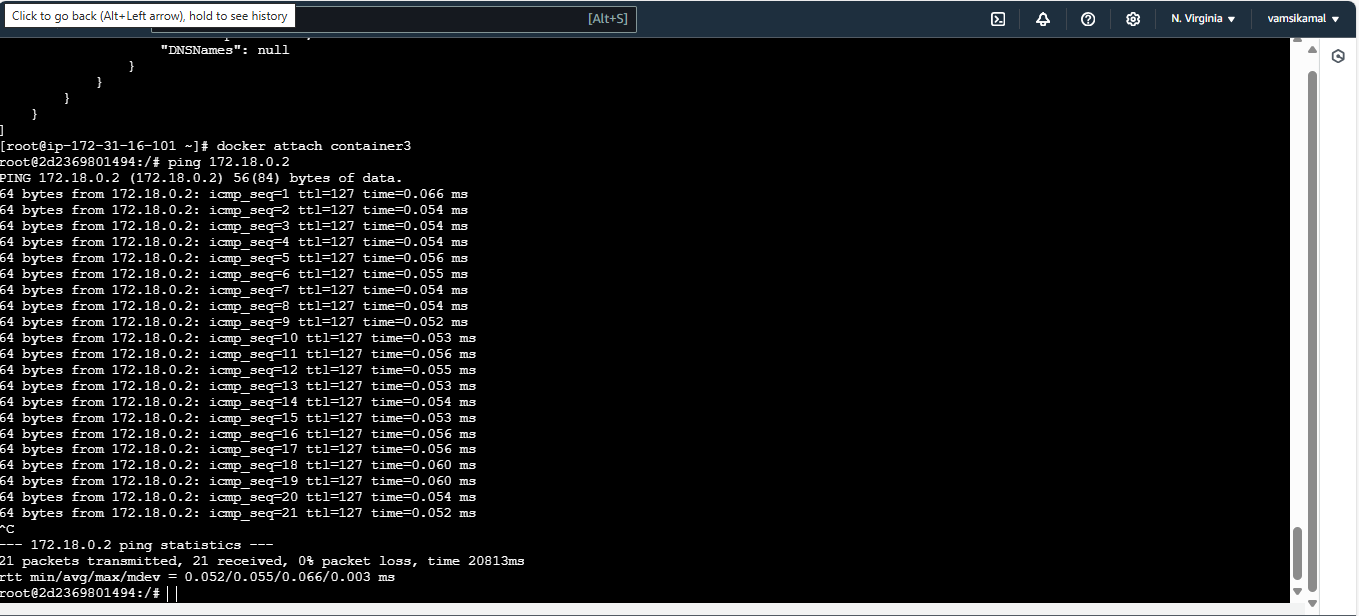 Click to go back (Alt+Left arrow), hold to see history
[Alt+S]
N. Virginia
vamsikamal
"DNSNames": null
}
}
}
}
]
[root@ip-172-31-16-101 ~]# docker attach container3
root@2d2369801494:/# ping 172.18.0.2
PING 172.18.0.2 (172.18.0.2) 56(84) bytes of data.
64 bytes from 172.18.0.2: icmp_seq=1 ttl=127 time=0.066 ms
64 bytes from 172.18.0.2: icmp_seq=2 ttl=127 time=0.054 ms
64 bytes from 172.18.0.2: icmp_seq=3 ttl=127 time=0.054 ms
64 bytes from 172.18.0.2: icmp_seq=4 ttl=127 time=0.054 ms
64 bytes from 172.18.0.2: icmp_seq=5 ttl=127 time=0.056 ms
64 bytes from 172.18.0.2: icmp_seq=6 ttl=127 time=0.055 ms
64 bytes from 172.18.0.2: icmp_seq=7 ttl=127 time=0.054 ms
64 bytes from 172.18.0.2: icmp_seq=8 ttl=127 time=0.054 ms
64 bytes from 172.18.0.2: icmp_seq=9 ttl=127 time=0.052 ms
64 bytes from 172.18.0.2: icmp_seq=10 ttl=127 time=0.053 ms
64 bytes from 172.18.0.2: icmp_seq=11 ttl=127 time=0.056 ms
64 bytes from 172.18.0.2: icmp_seq=12 ttl=127 time=0.055 ms
64 bytes from 172.18.0.2: icmp_seq=13 ttl=127 time=0.053 ms
64 bytes from 172.18.0.2: icmp_seq=14 ttl=127 time=0.054 ms
64 bytes from 172.18.0.2: icmp_seq=15 ttl=127 time=0.053 ms
64 bytes from 172.18.0.2: icmp_seq=16 ttl=127 time=0.056 ms
64 bytes from 172.18.0.2: icmp_seq=17 ttl=127 time=0.056 ms
64 bytes from 172.18.0.2: icmp_seq=18 ttl=127 time=0.060 ms
64 bytes from 172.18.0.2: icmp_seq=19 ttl=127 time=0.060 ms
64 bytes from 172.18.0.2: icmp_seq=20 ttl=127 time=0.054 ms
64 bytes from 172.18.0.2: icmp_seq=21 ttl=127 time=0.052 ms
^C
--- 172.18.0.2 ping statistics ---
21 packets transmitted, 21 received, 0% packet loss, time 20813ms
rtt min/avg/max/mdev = 0.052/0.055/0.066/0.003 ms
root@2d2369801494:/#